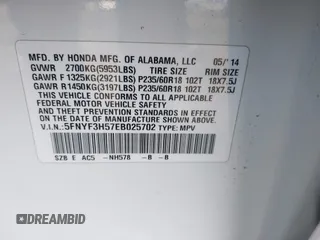 MFD. BY HONDA MFG. OF ALABAMA, LLC 05/ 14
GVWR 2700KG(5953LBS) TIRE SIZE RIM SIZE
GAWR F 1325KG(2921LBS) P235/60R18 102T 18X7.5J
GAWR R1450KG(3197LBS) P235/60R18 102T 18X7.5J
THIS VEHICLE CONFORMS TO ALL APPLICABLE FEDERAL MOTOR
VEHICLE SAFETY AND THEFT PREVENTION STANDARDS IN EFFECT
ON THE DATE OF MANUFACTURE SHOWN ABOVE.
V.I.N.:5FNYF3H57EB025702 TYPE: MPV
SZB E AC5 -NH578 -B -B
AUTOBIDMASTER